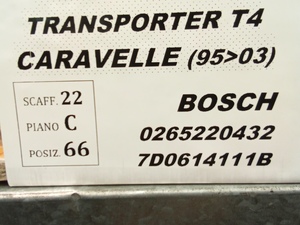 TRANSPORTER T4
CARAVELLE (95>03)
SCAFF. 22
PIANO C
POSIZ. 66
BOSCH
0265220432
7D0614111B